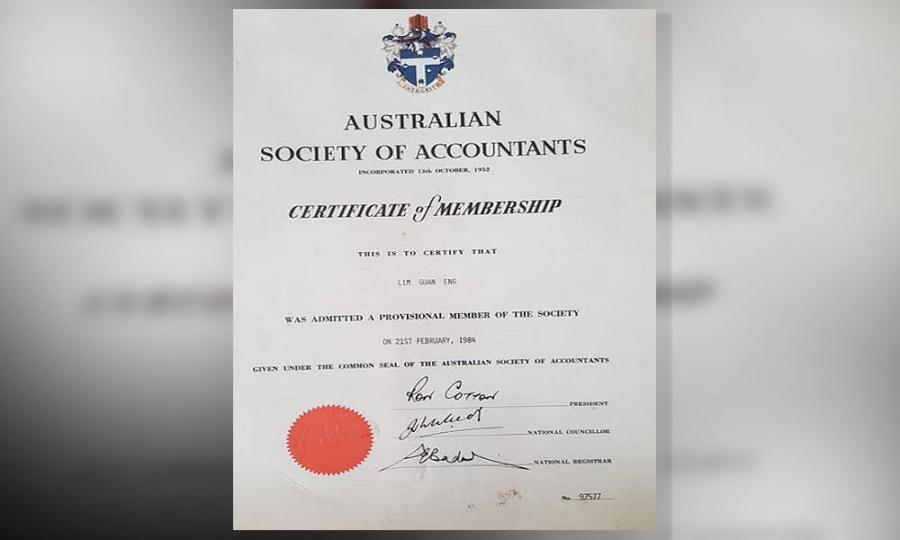 INTEGRITY
AUSTRALIAN
SOCIETY OF ACCOUNTANTS
INCORPORATED 13th OCTOBER, 1952
CERTIFICATE of MEMBERSHIP
THIS IS TO CERTIFY THAT
LIM GUAN ENG
WAS ADMITTED A PROVISIONAL MEMBER OF THE SOCIETY
ON 21ST FEBRUARY, 1984
GIVEN UNDER THE COMMON SEAL OF THE AUSTRALIAN SOCIETY OF ACCOUNTANTS
Ron Cotton
PRESIDENT
NATIONAL COUNCILLOR
NATIONAL REGISTRAR
No. 97577